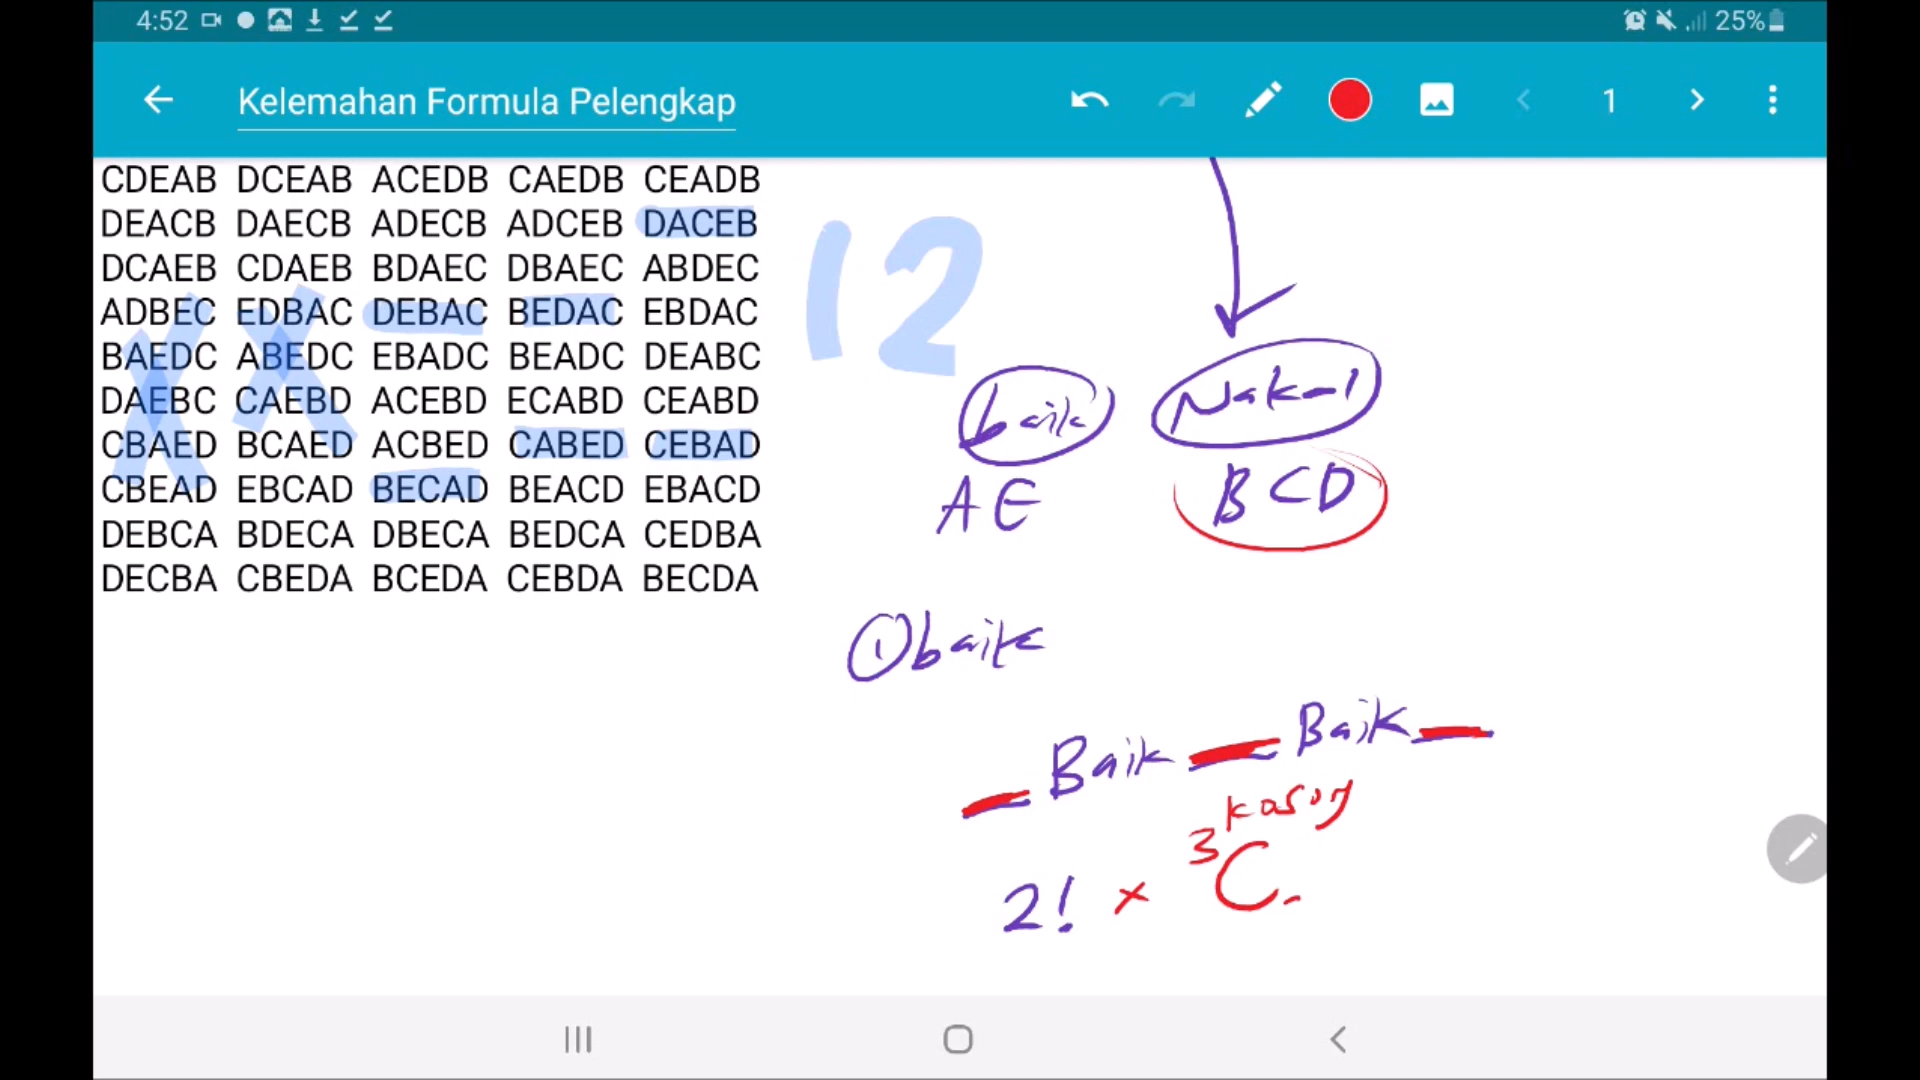 4:52 25%
Kelemahan Formula Pelengkap 1
CDEAB DCEAB ACEDB CAEDB CEADB
DEACB DAECB ADECB ADCEB DACEB
DCAEB CDAEB BDAEC DBAEC ABDEC
ADBEC EDBAC DEBAC BEDAC EBDAC
BAEDC ABEDC EBADC BEADC DEABC
DAEBC CAEBD ACEBD ECABD CEABD
CBAED BCAED ACBED CABED CEBAD
CBEAD EBCAD BECAD BEACD EBACD
DEBCA BDECA DBECA BEDCA CEDBA
DECBA CBEDA BCEDA CEBDA BECDA
XX
12
baik Nakal
AE BCD
1 baik
Baik Baik
kosong
2! × 3C